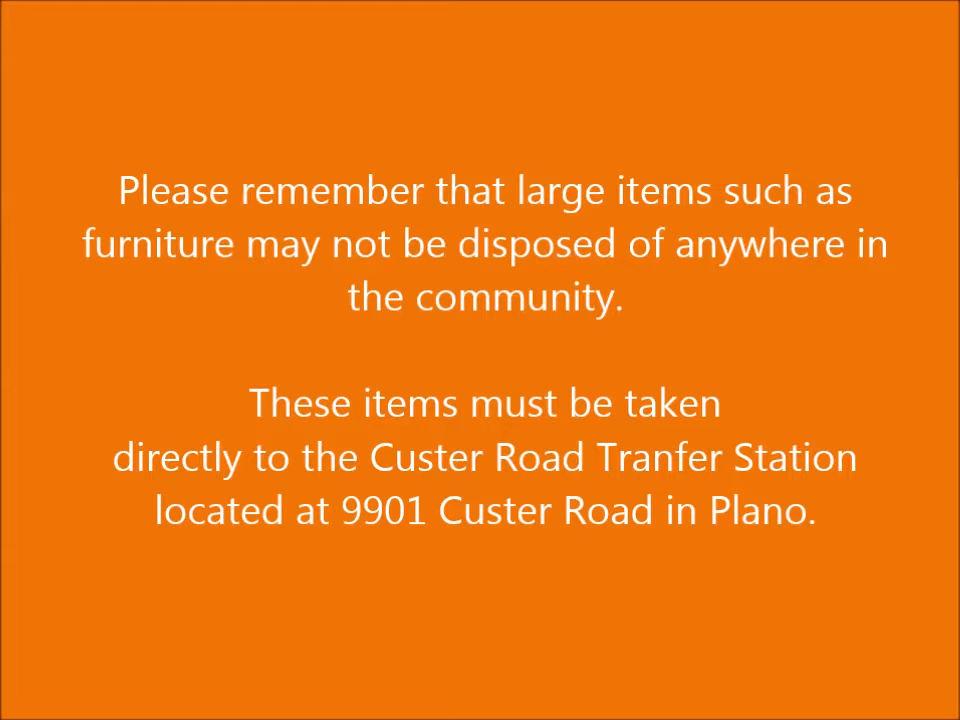 Please remember that large items such as
furniture may not be disposed of anywhere in
the community.
These items must be taken
directly to the Custer Road Tranfer Station
located at 9901 Custer Road in Plano.